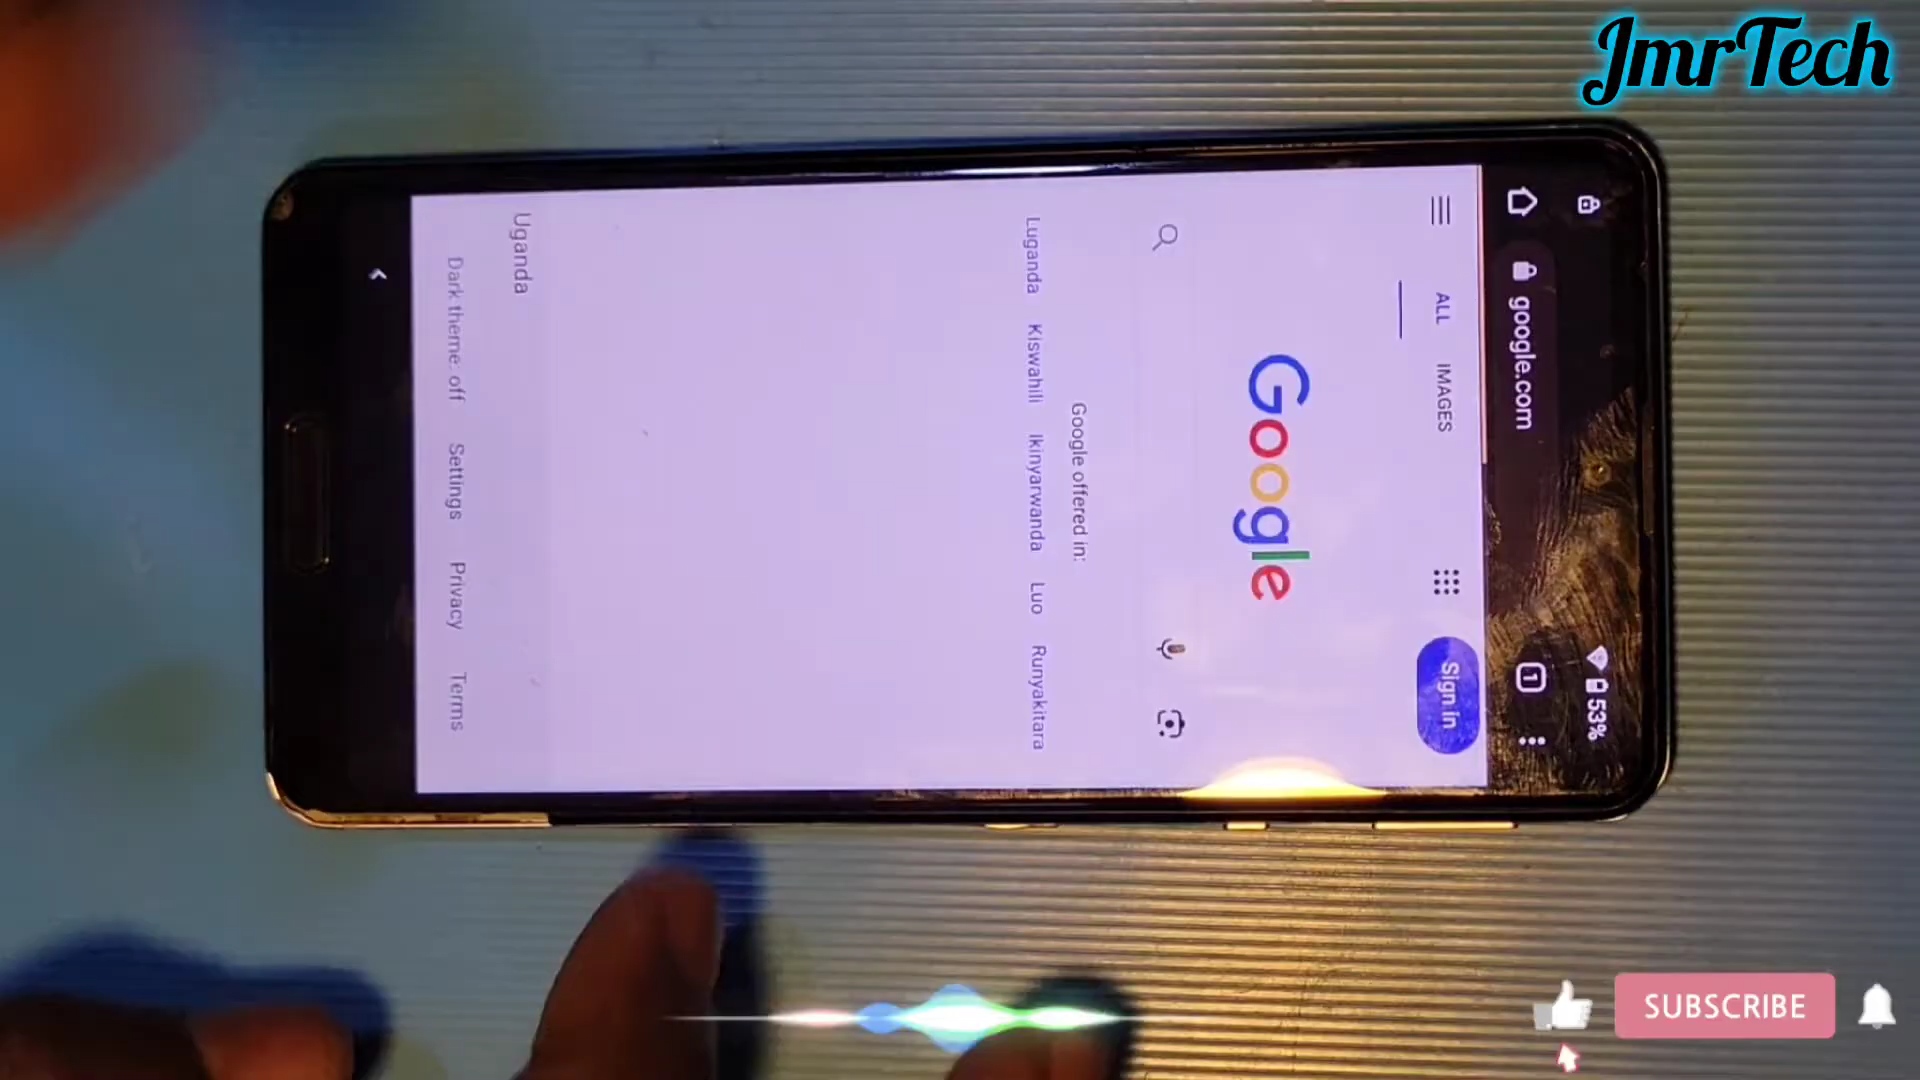 JmrTech
53%
google.com
1
ALL IMAGES
Sign in
Google
Google offered in:
Luganda Kiswahili Ikinyarwanda Luo Runyakitara
Uganda
Dark theme: off Settings Privacy Terms
SUBSCRIBE